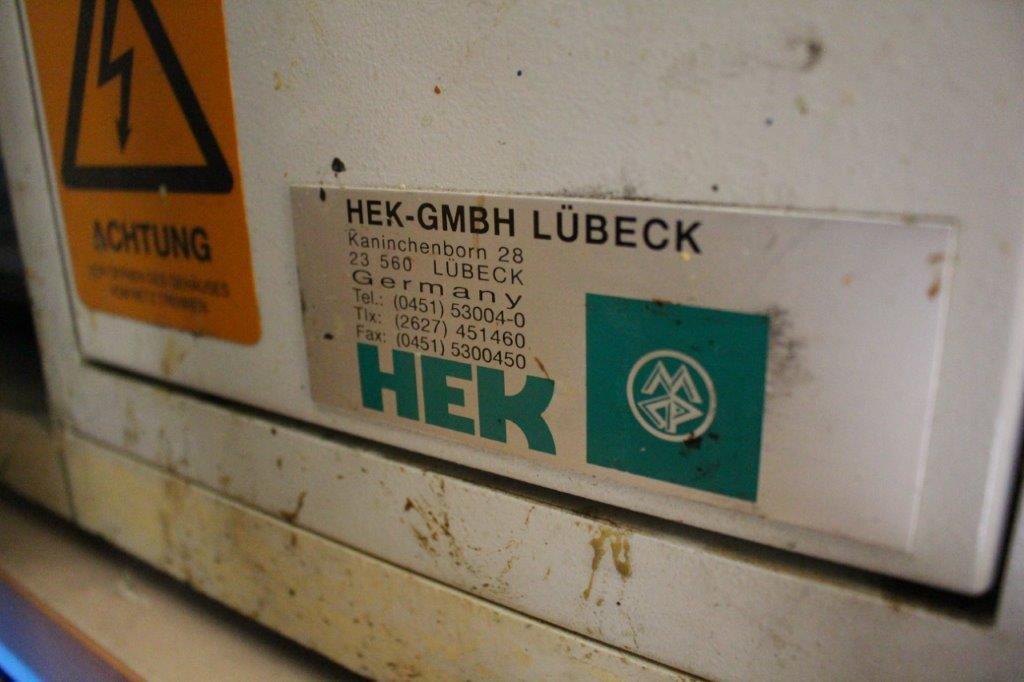 ACHTUNG
HEK-GMBH LÜBECK
Kaninchenborn 28
23 560 LÜBECK
Germany
Tel.: (0451) 53004-0
Tlx: (2627) 451460
Fax: (0451) 5300450
HEK
MCP